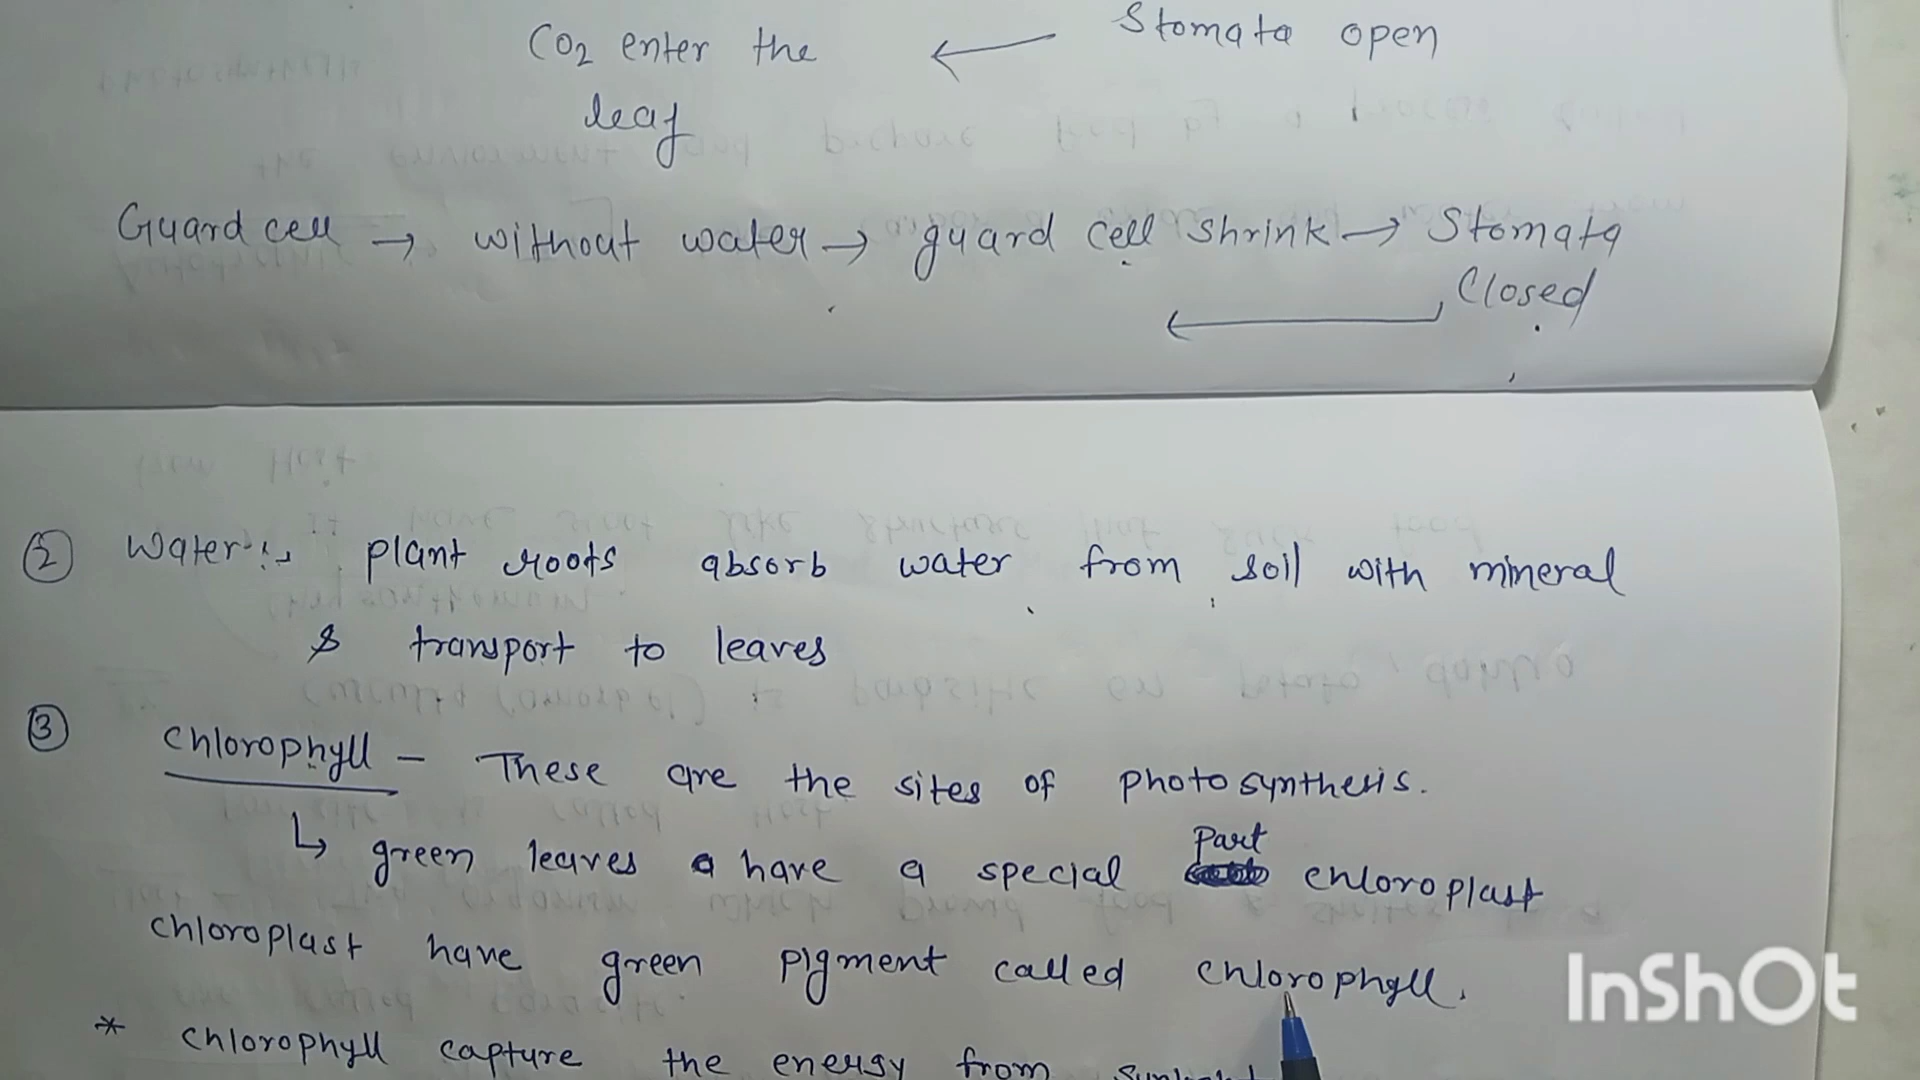 CO2 enter the ← Stomata open
leaf
Guard cell → without water → guard cell shrink → Stomata
Closed
② Water :- plant roots absorb water from soil with mineral
& transport to leaves
③ Chlorophyll - These are the sites of photosynthesis.
↳ green leaves a have a special part chloroplast
chloroplast have green pigment called chlorophyll.
* chlorophyll capture the energy from sunlight
InShOt